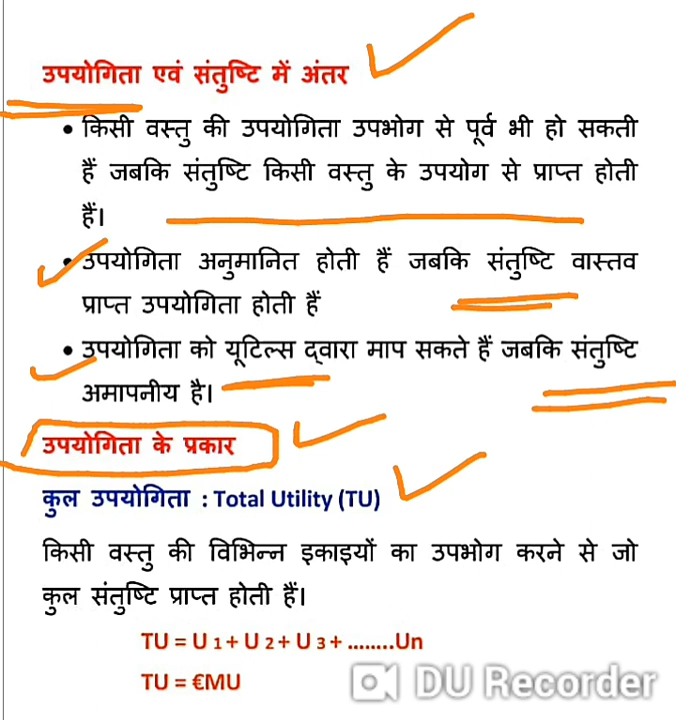 उपयोगिता एवं संतुष्टि में अंतर
• किसी वस्तु की उपयोगिता उपभोग से पूर्व भी हो सकती
हैं जबकि संतुष्टि किसी वस्तु के उपयोग से प्राप्त होती
हैं।
• उपयोगिता अनुमानित होती हैं जबकि संतुष्टि वास्तव
प्राप्त उपयोगिता होती हैं
• उपयोगिता को यूटिल्स द्वारा माप सकते हैं जबकि संतुष्टि
अमापनीय है।
उपयोगिता के प्रकार
कुल उपयोगिता : Total Utility (TU)
किसी वस्तु की विभिन्न इकाइयों का उपभोग करने से जो
कुल संतुष्टि प्राप्त होती हैं।
TU = U 1 + U 2 + U 3 + ........Un
TU = €MU
DU Recorder